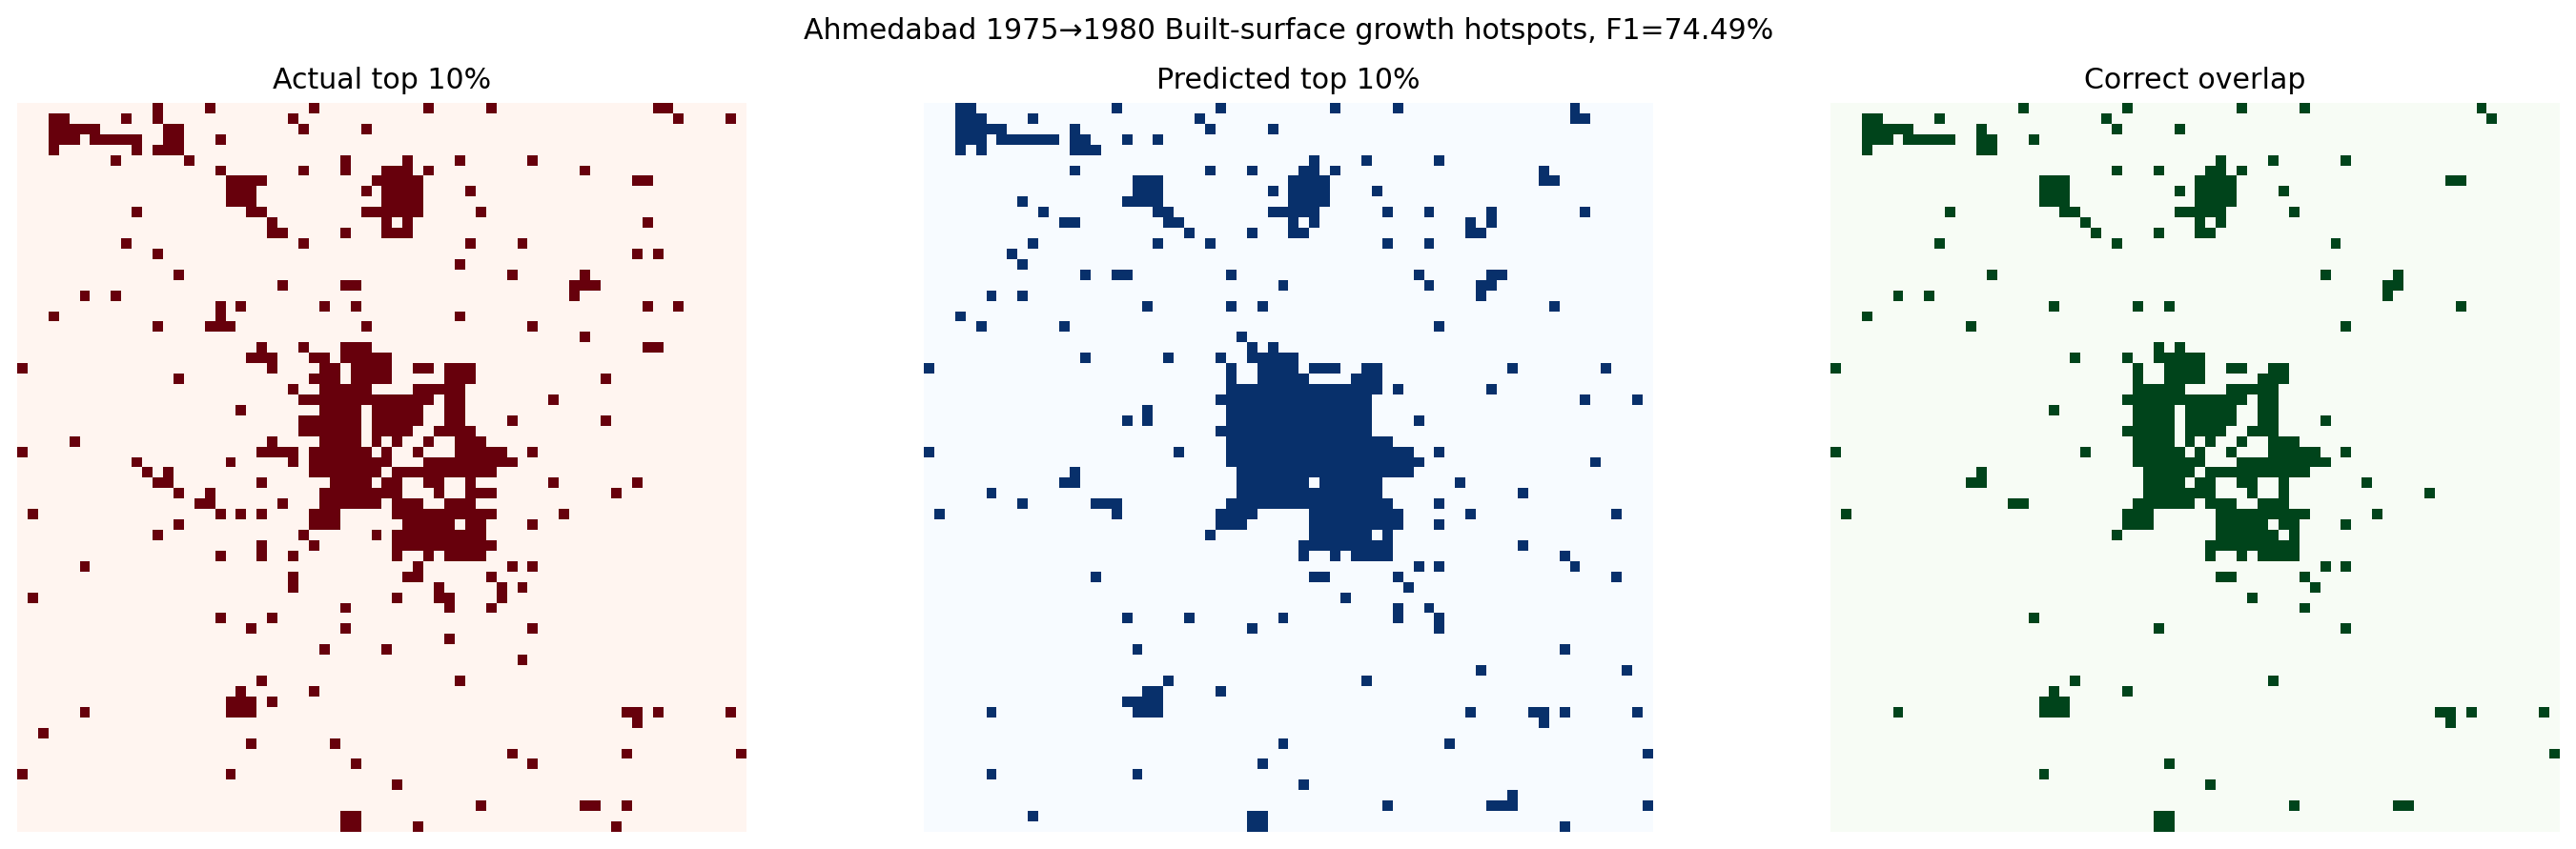 Ahmedabad 1975→1980 Built-surface growth hotspots, F1=74.49%
Actual top 10%
Predicted top 10%
Correct overlap